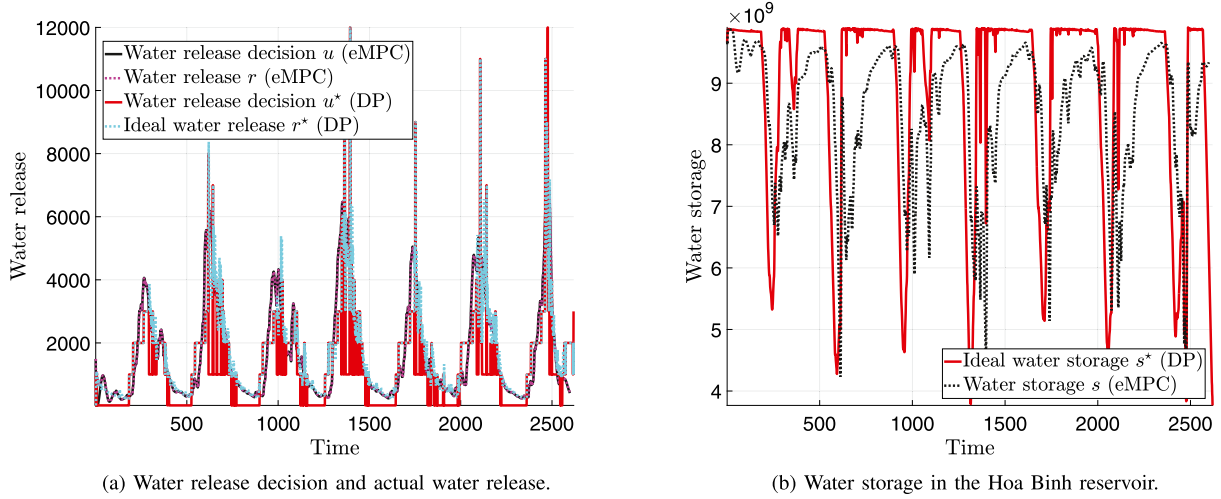 12000
10000
8000
6000
4000
2000
Water release
500
1000
1500
2000
2500
Time
Water release decision u (eMPC)
Water release r (eMPC)
Water release decision u* (DP)
Ideal water release r* (DP)
(a) Water release decision and actual water release.
×10⁹
9
8
7
6
5
4
Water storage
500
1000
1500
2000
2500
Time
Ideal water storage s* (DP)
Water storage s (eMPC)
(b) Water storage in the Hoa Binh reservoir.